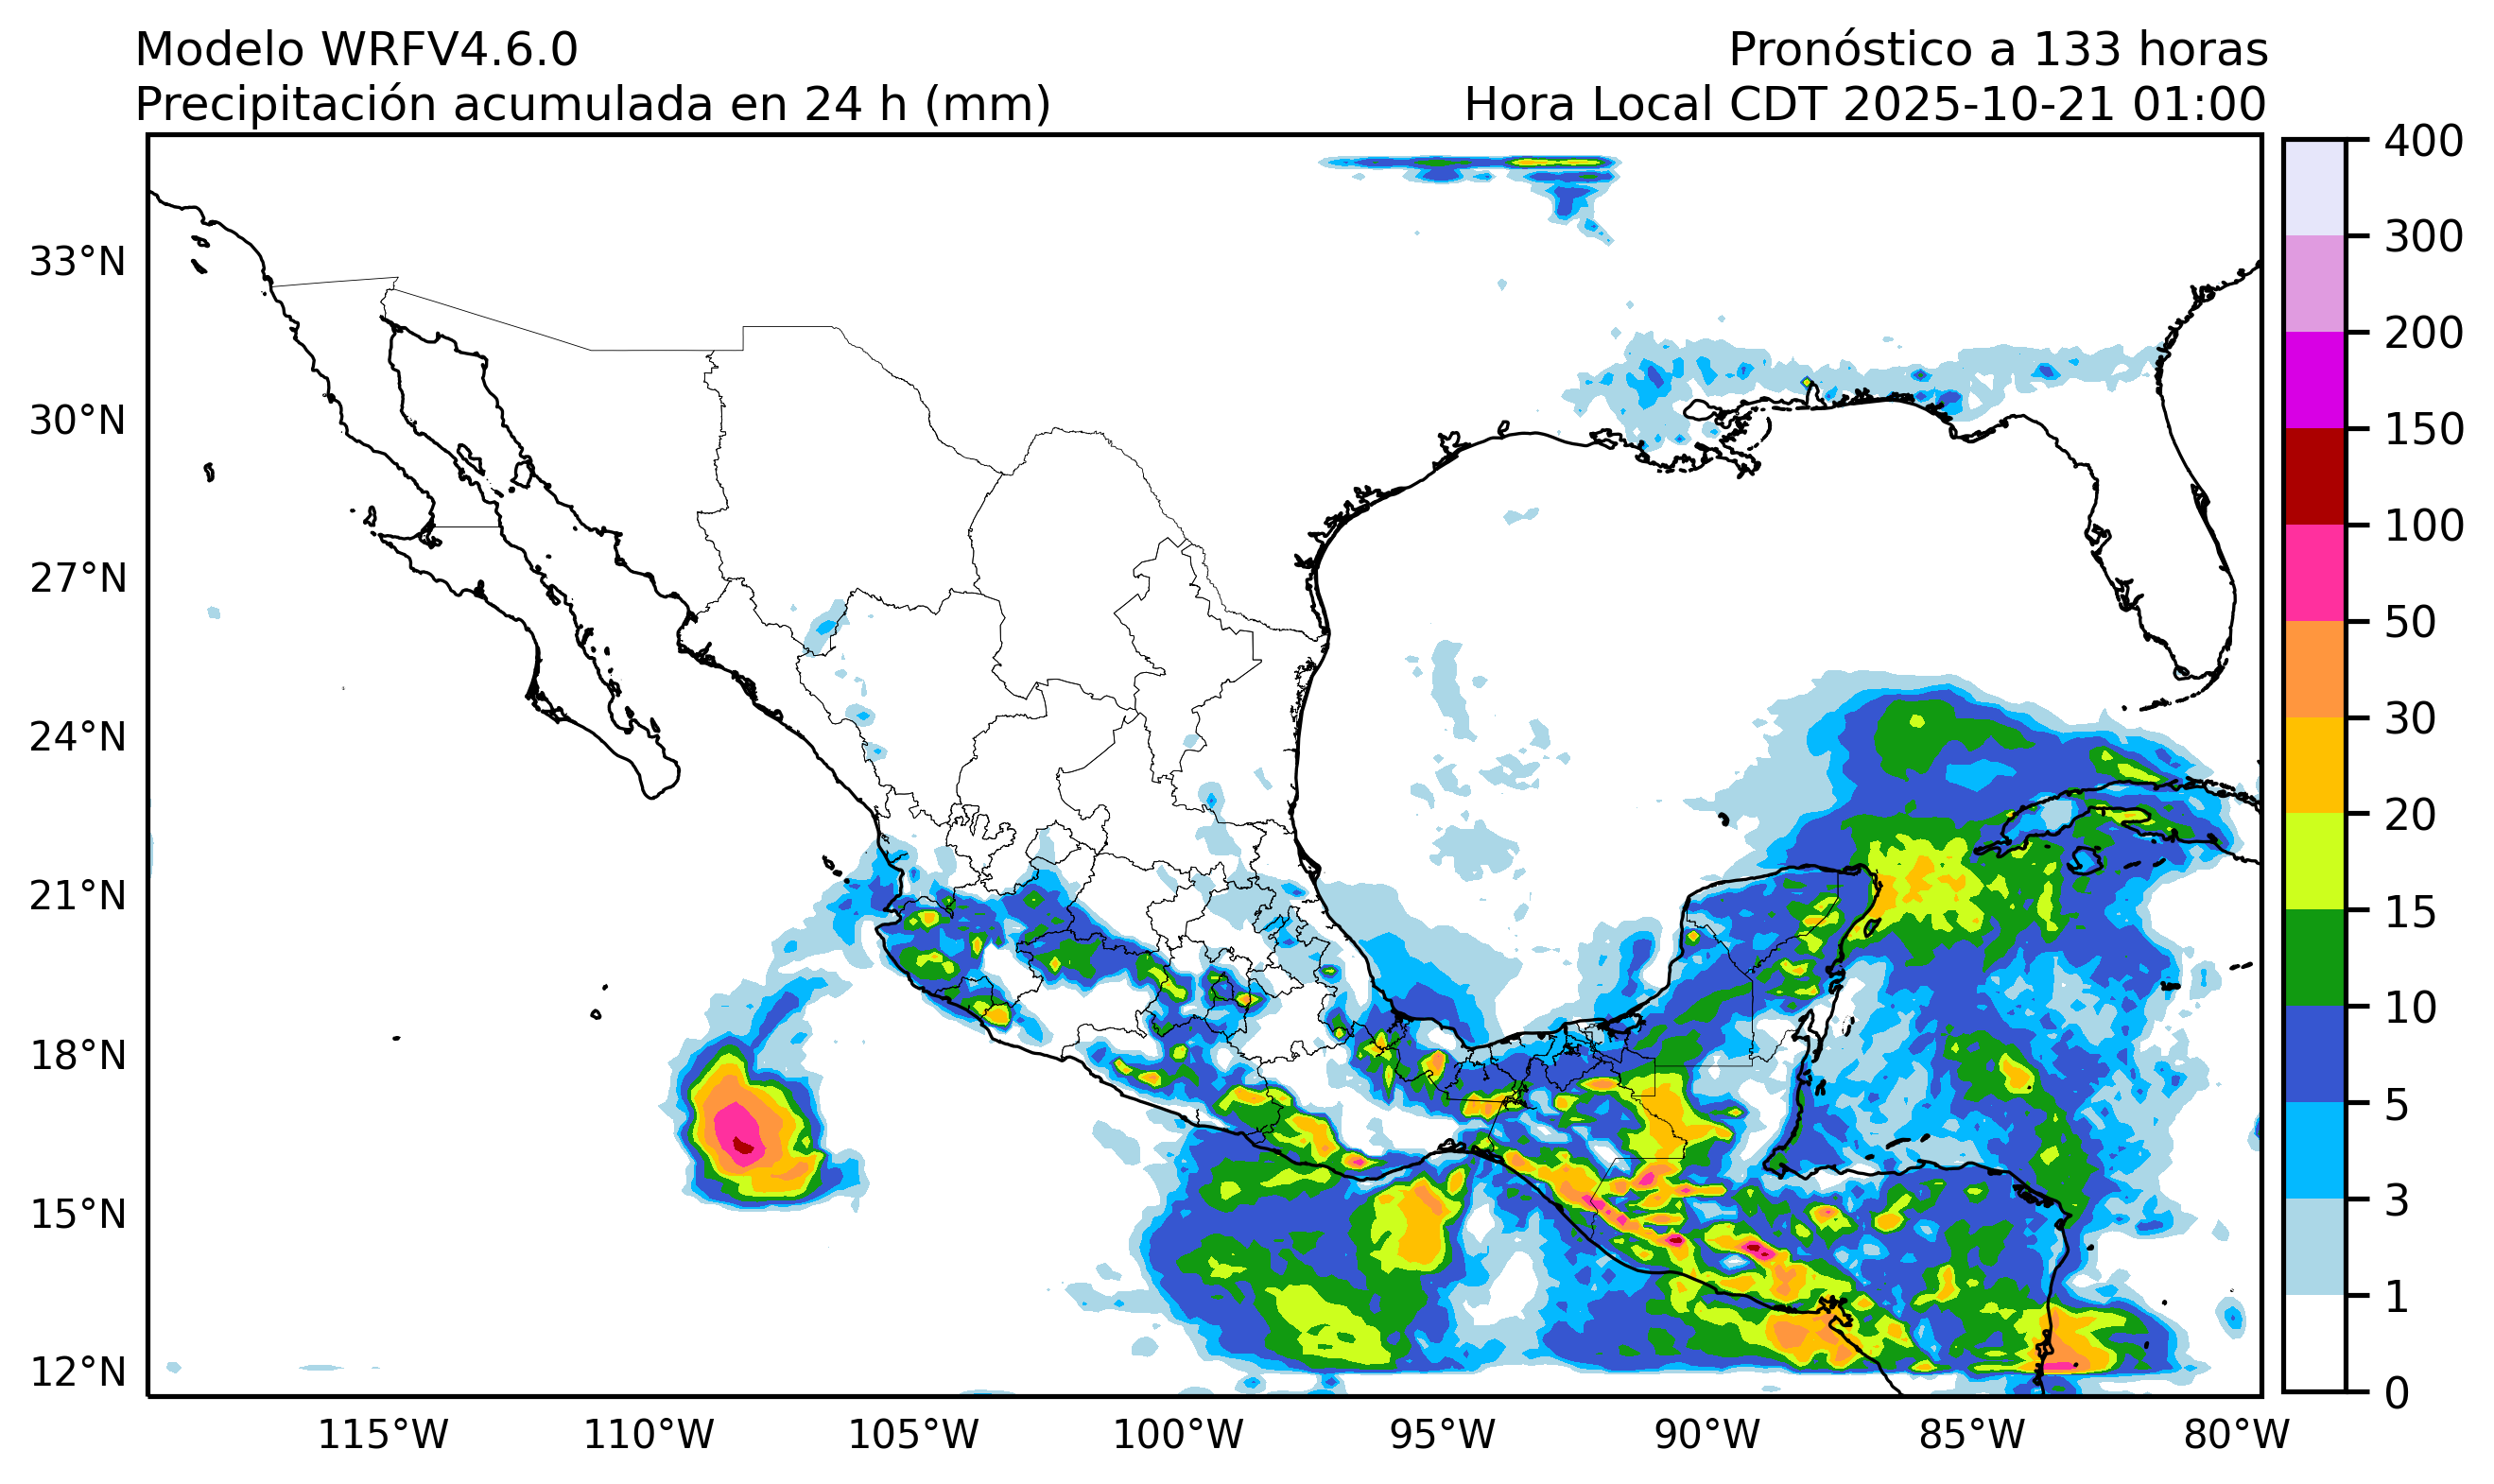 Modelo WRFV4.6.0
Pronóstico a 133 horas
Precipitación acumulada en 24 h (mm)
Hora Local CDT 2025-10-21 01:00
33°N
30°N
27°N
24°N
21°N
18°N
15°N
12°N
115°W
110°W
105°W
100°W
95°W
90°W
85°W
80°W
400
300
200
150
100
50
30
20
15
10
5
3
1
0